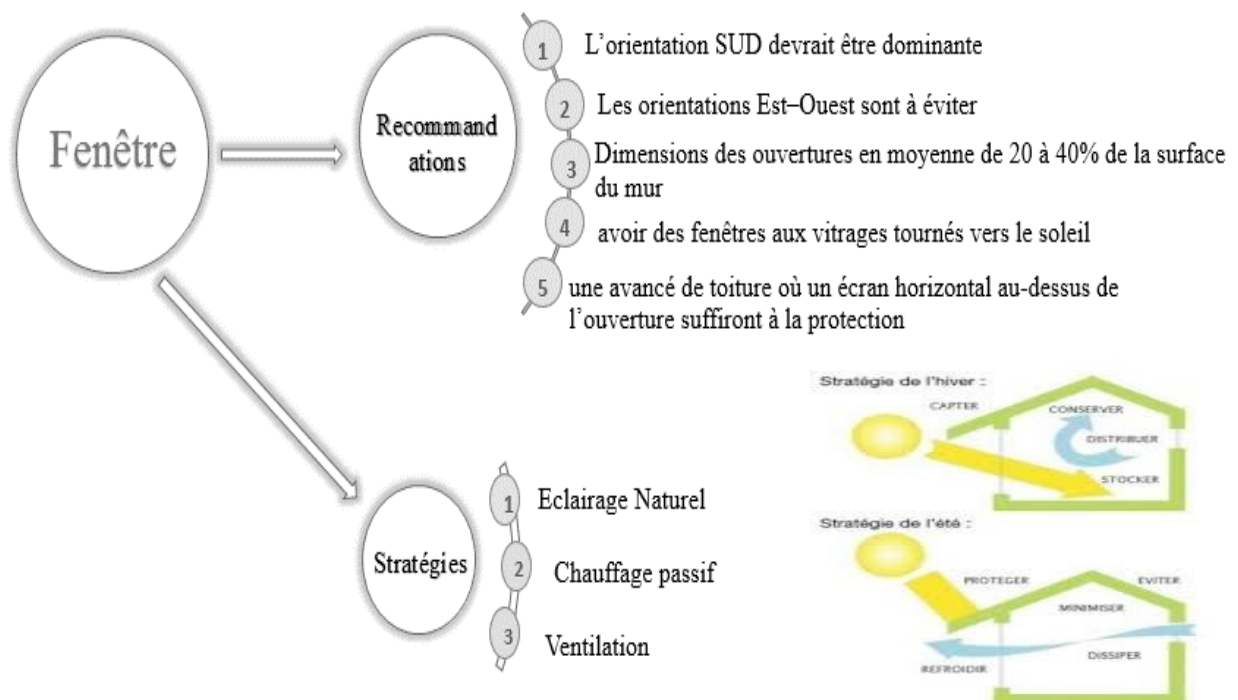 Fenêtre
Recommand
ations
1 L'orientation SUD devrait être dominante
2 Les orientations Est–Ouest sont à éviter
3 Dimensions des ouvertures en moyenne de 20 à 40% de la surface
du mur
4 avoir des fenêtres aux vitrages tournés vers le soleil
5 une avancé de toiture où un écran horizontal au-dessus de
l'ouverture suffiront à la protection
Stratégies
1 Eclairage Naturel
2 Chauffage passif
3 Ventilation
Stratégie de l'hiver :
CAPTER
CONSERVER
DISTRIBUER
STOCKER
Stratégie de l'été :
PROTEGER
EVITER
MINIMISER
DISSIPER
REFROIDIR